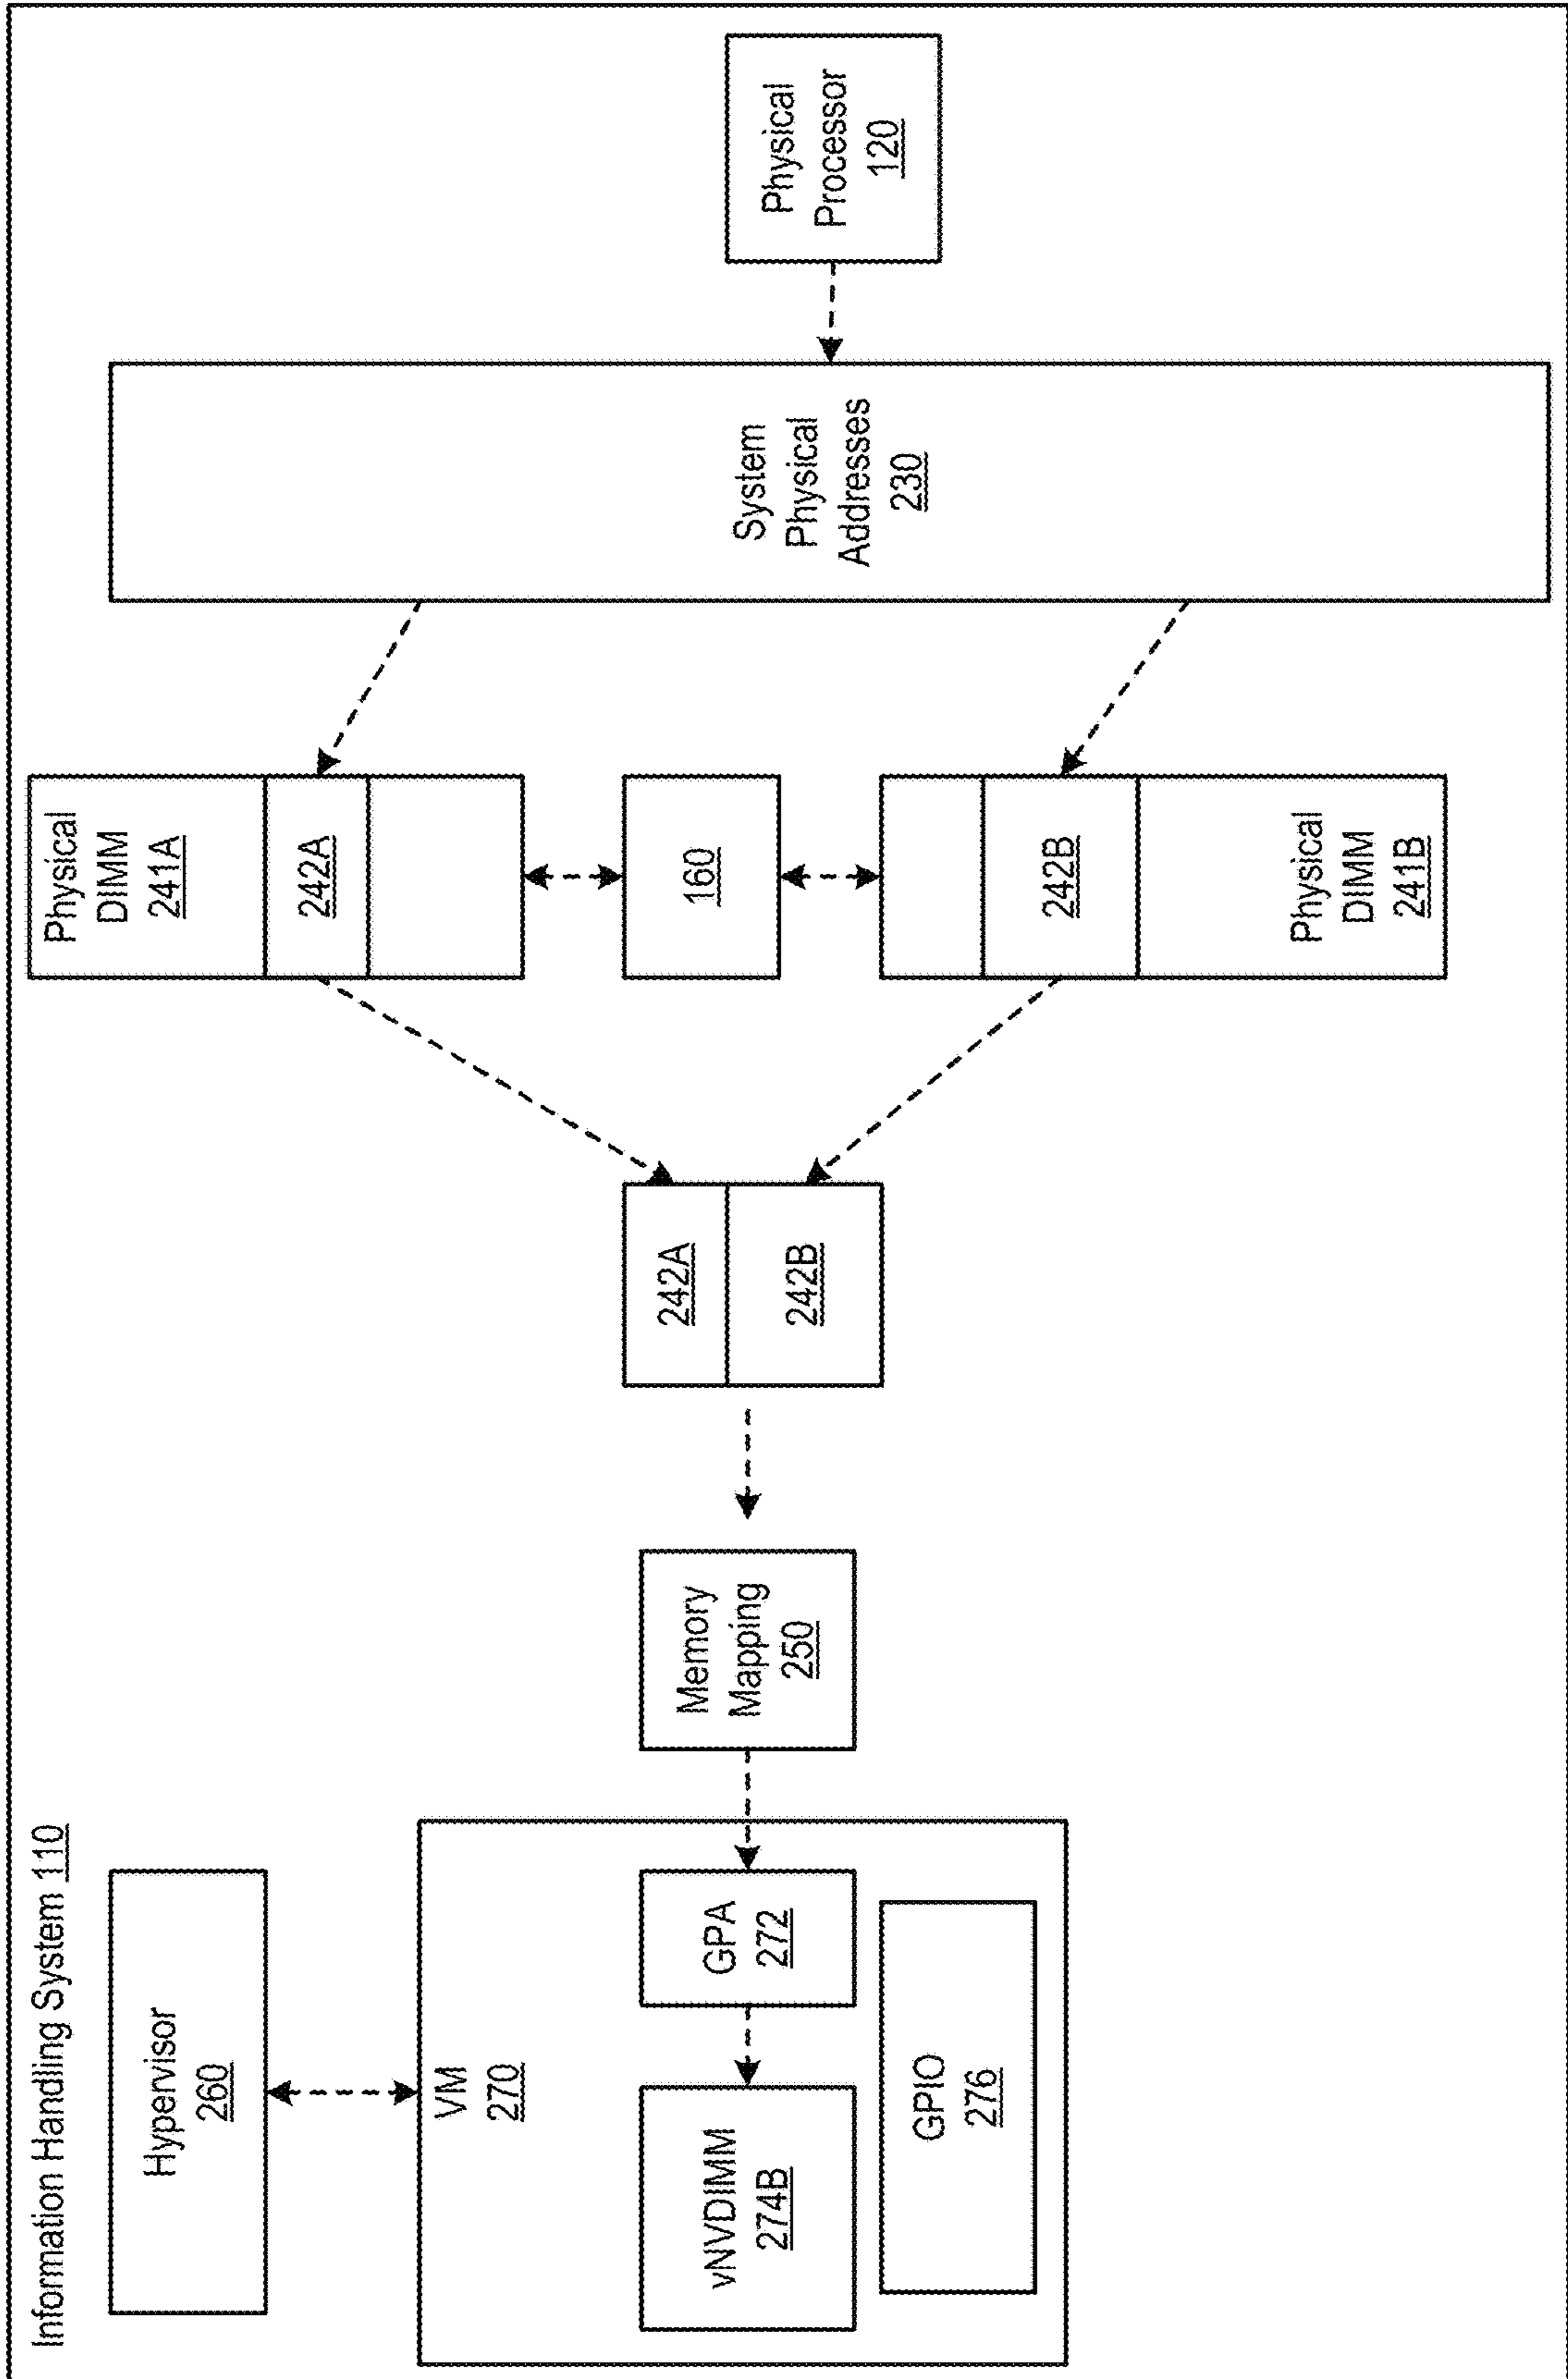 Information Handling System 110
Hypervisor
260
VM
270
vNVDIMM
274B
GPA
272
GPIO
276
Memory
Mapping
250
242A
242B
Physical
DIMM
241A
242A
160
242B
Physical
DIMM
241B
System
Physical
Addresses
230
Physical
Processor
120